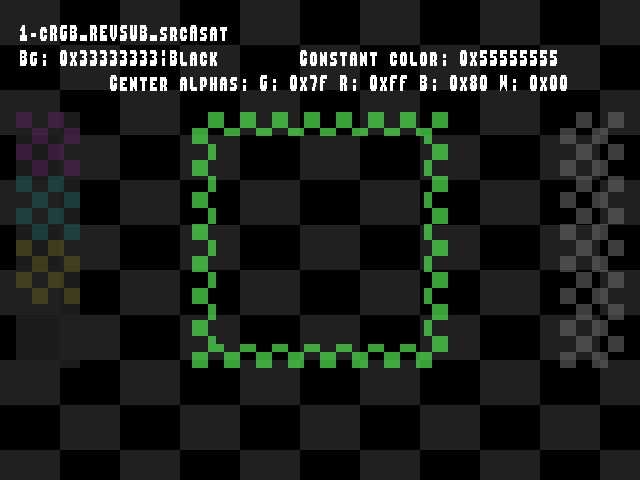 1-cRGB_REVSUB_srcAsat
Bg: 0x33333333¦Black Constant color: 0x55555555
Center alphas: G: 0x7f R: 0xff B: 0x80 W: 0x00